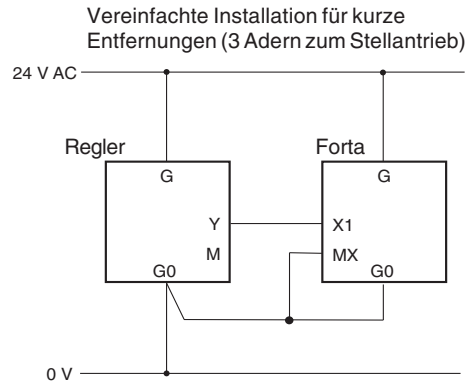 Vereinfachte Installation für kurze
Entfernungen (3 Adern zum Stellantrieb)
24 V AC
Regler
Forta
G
G
Y
X1
M
MX
G0
G0
0 V